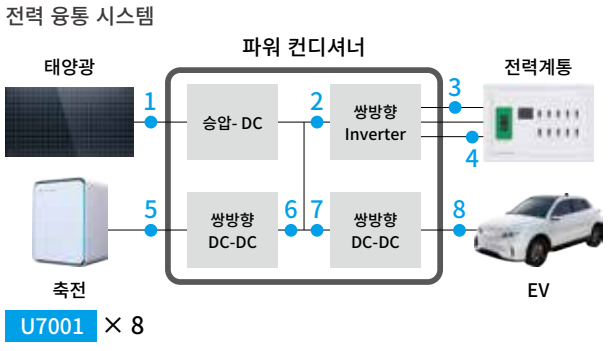 전력 융통 시스템
파워 컨디셔너
태양광
전력계통
1
승압- DC
2
쌍방향
Inverter
3
4
5
쌍방향
DC-DC
6
7
쌍방향
DC-DC
8
축전
EV
U7001 × 8